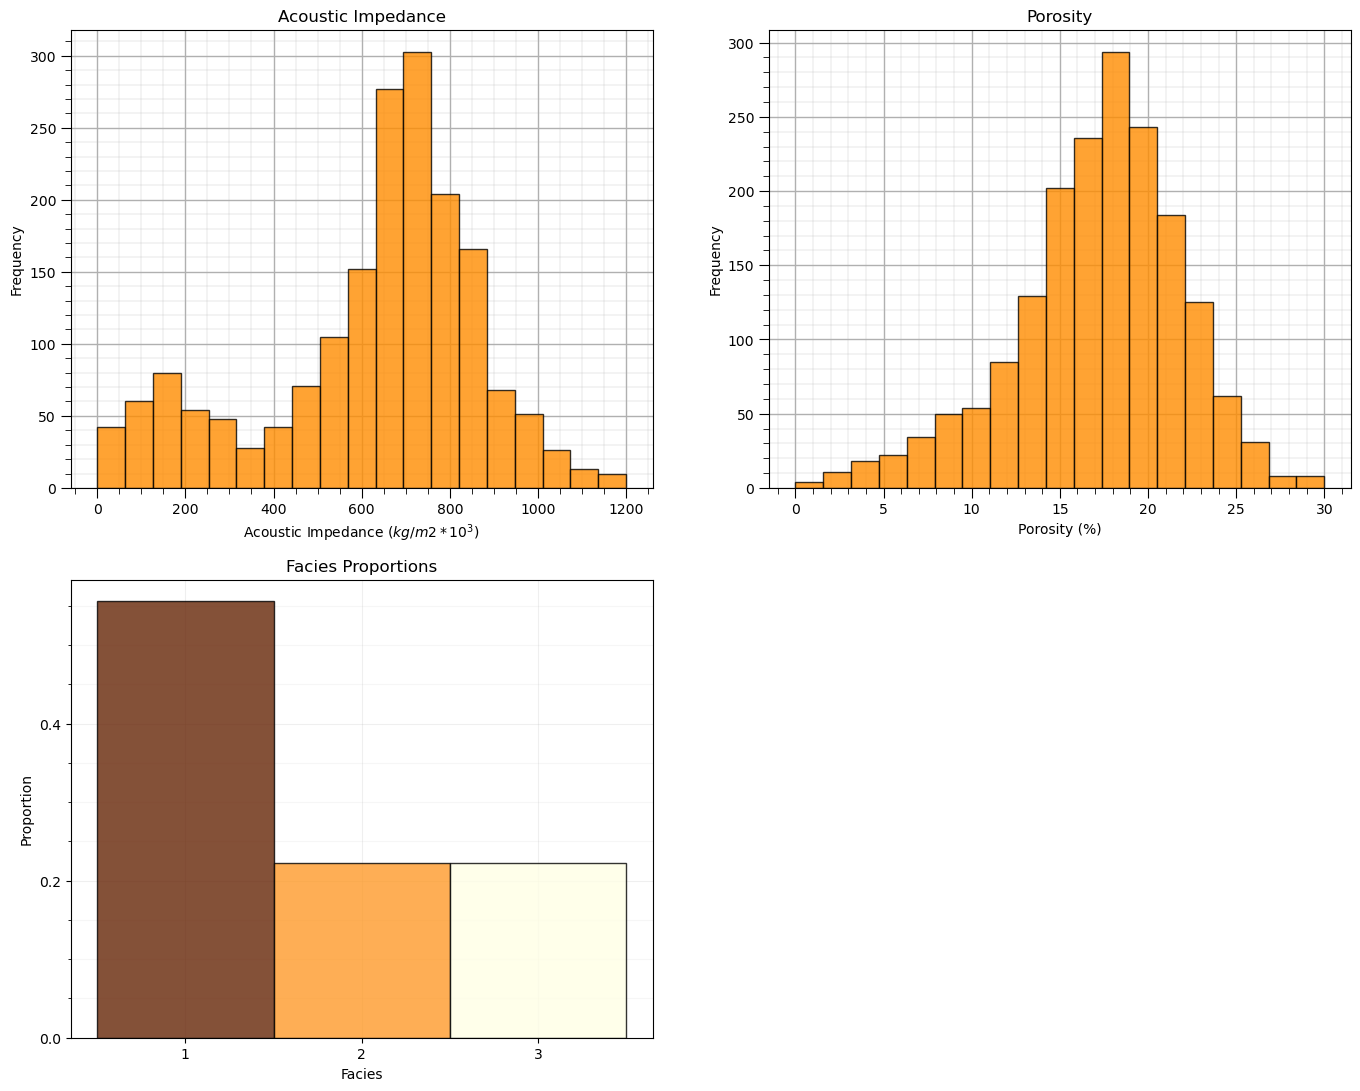 Acoustic Impedance
Frequency
300
250
200
150
100
50
0
0 200 400 600 800 1000 1200
Acoustic Impedance (kg/m2 * 10³)
Porosity
Frequency
300
250
200
150
100
50
0
0 5 10 15 20 25 30
Porosity (%)
Facies Proportions
Proportion
0.4
0.2
0.0
1 2 3
Facies